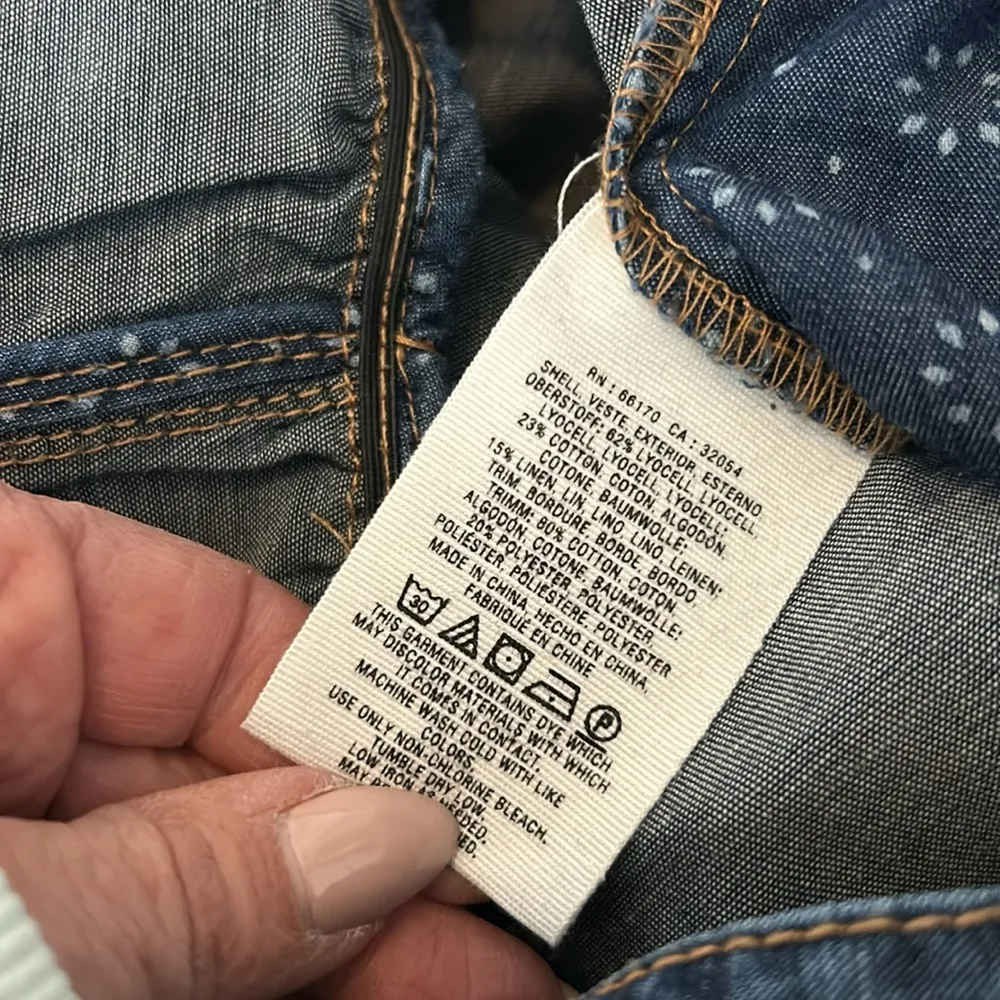 RN : 66170 CA : 32054
SHELL, VESTE, EXTERIOR, ESTERNO
OBERSTOFF: 62% LYOCELL, LYOCELL
LYOCELL, LYOCELL, LYOCELL;
23% COTTON, COTON, ALGODÓN
COTONE, BAUMWOLLE;
15% LINEN, LIN, LINO, LINO, LEINEN;
TRIM, BORDURE, BORDE, BORDO
TRIMM: 80% COTTON, COTON
ALGODÓN, COTONE, BAUMWOLLE;
20% POLYESTER, POLYESTER
POLIÉSTER, POLIESTERE, POLYESTER
MADE IN CHINA, HECHO EN CHINA,
FABRIQUÉ EN CHINE
30
P
THIS GARMENT CONTAINS DYE WHICH
MAY DISCOLOR MATERIALS WITH WHICH
IT COMES IN CONTACT.
MACHINE WASH COLD WITH LIKE
COLORS.
USE ONLY NON-CHLORINE BLEACH.
TUMBLE DRY LOW.
LOW IRON AS NEEDED.
MAY